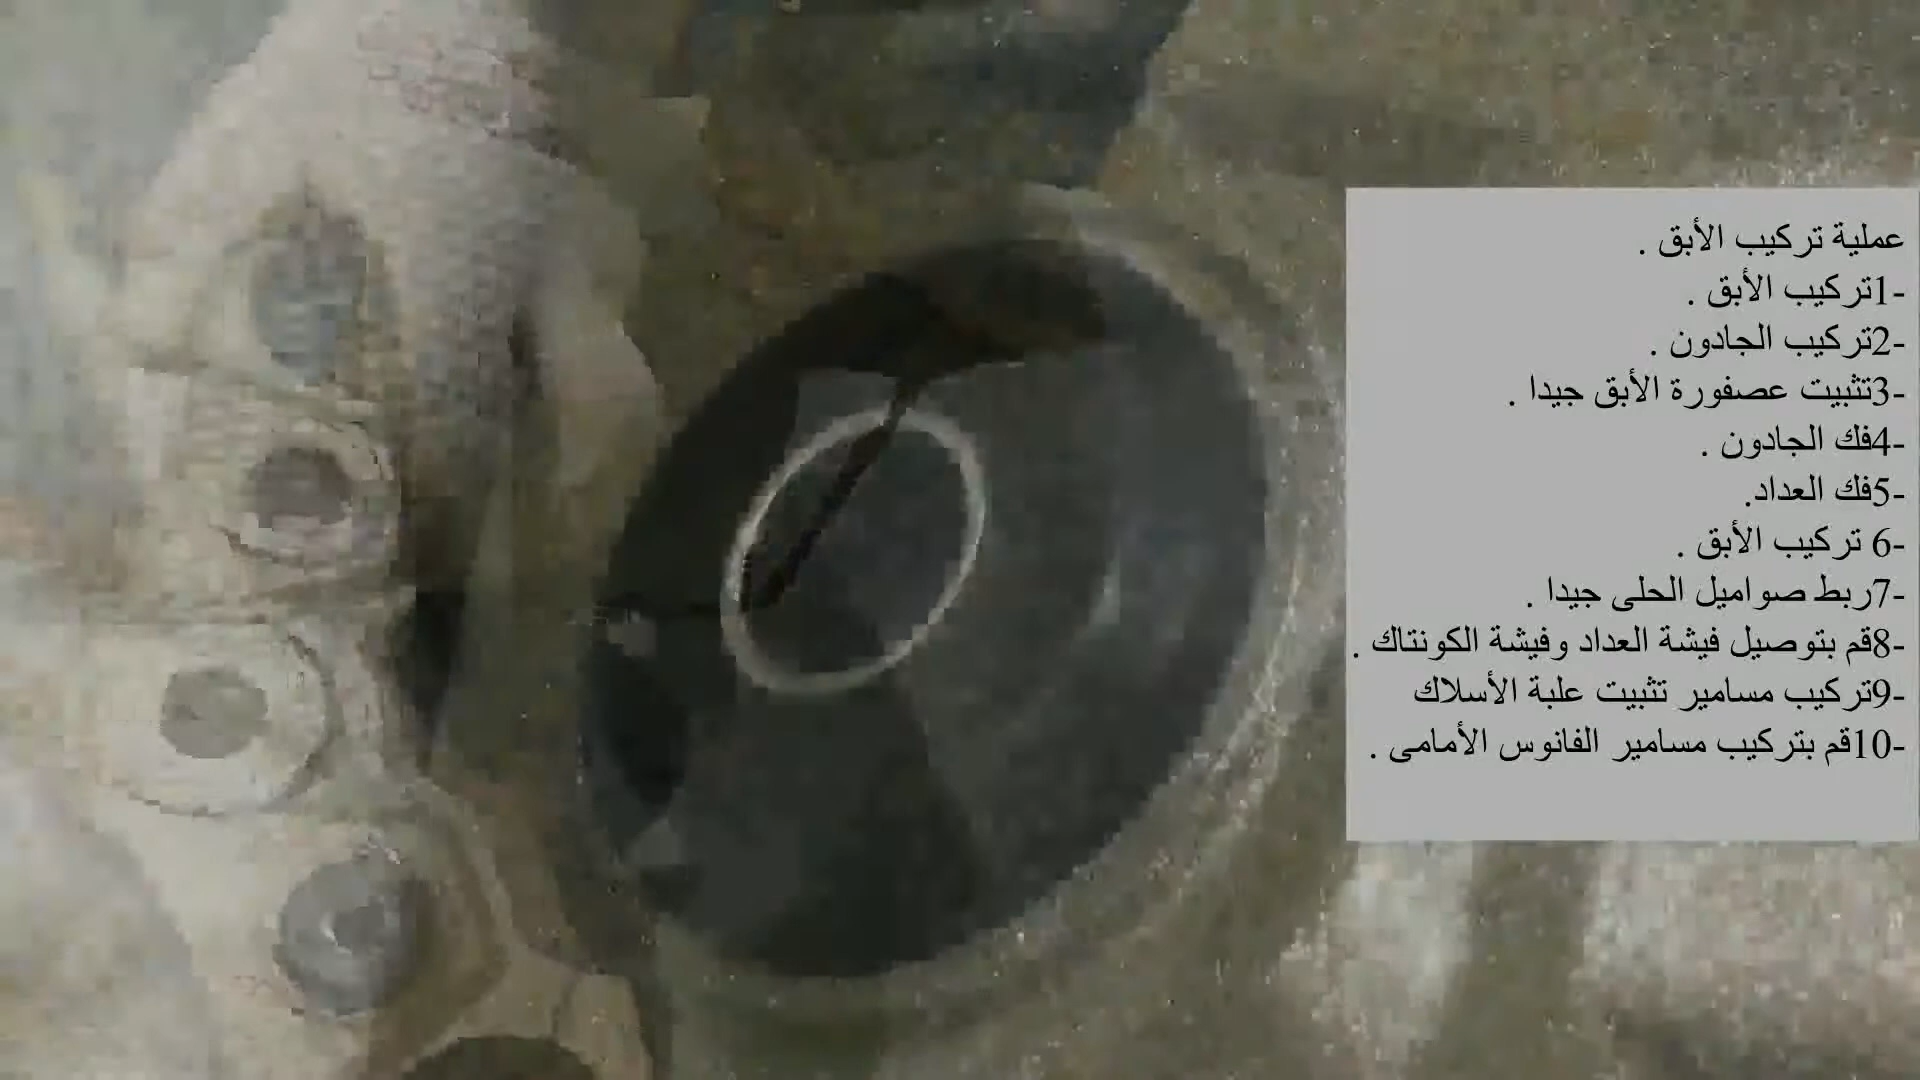 عملية تركيب الأبق .
-1تركيب الأبق .
-2تركيب الجادون .
-3تثبيت عصفورة الأبق جيدا .
-4فك الجادون .
-5فك العداد.
-6 تركيب الأبق .
-7ربط صواميل الحلى جيدا .
-8قم بتوصيل فيشة العداد وفيشة الكونتاك .
-9تركيب مسامير تثبيت علبة الأسلاك
-10قم بتركيب مسامير الفانوس الأمامى .